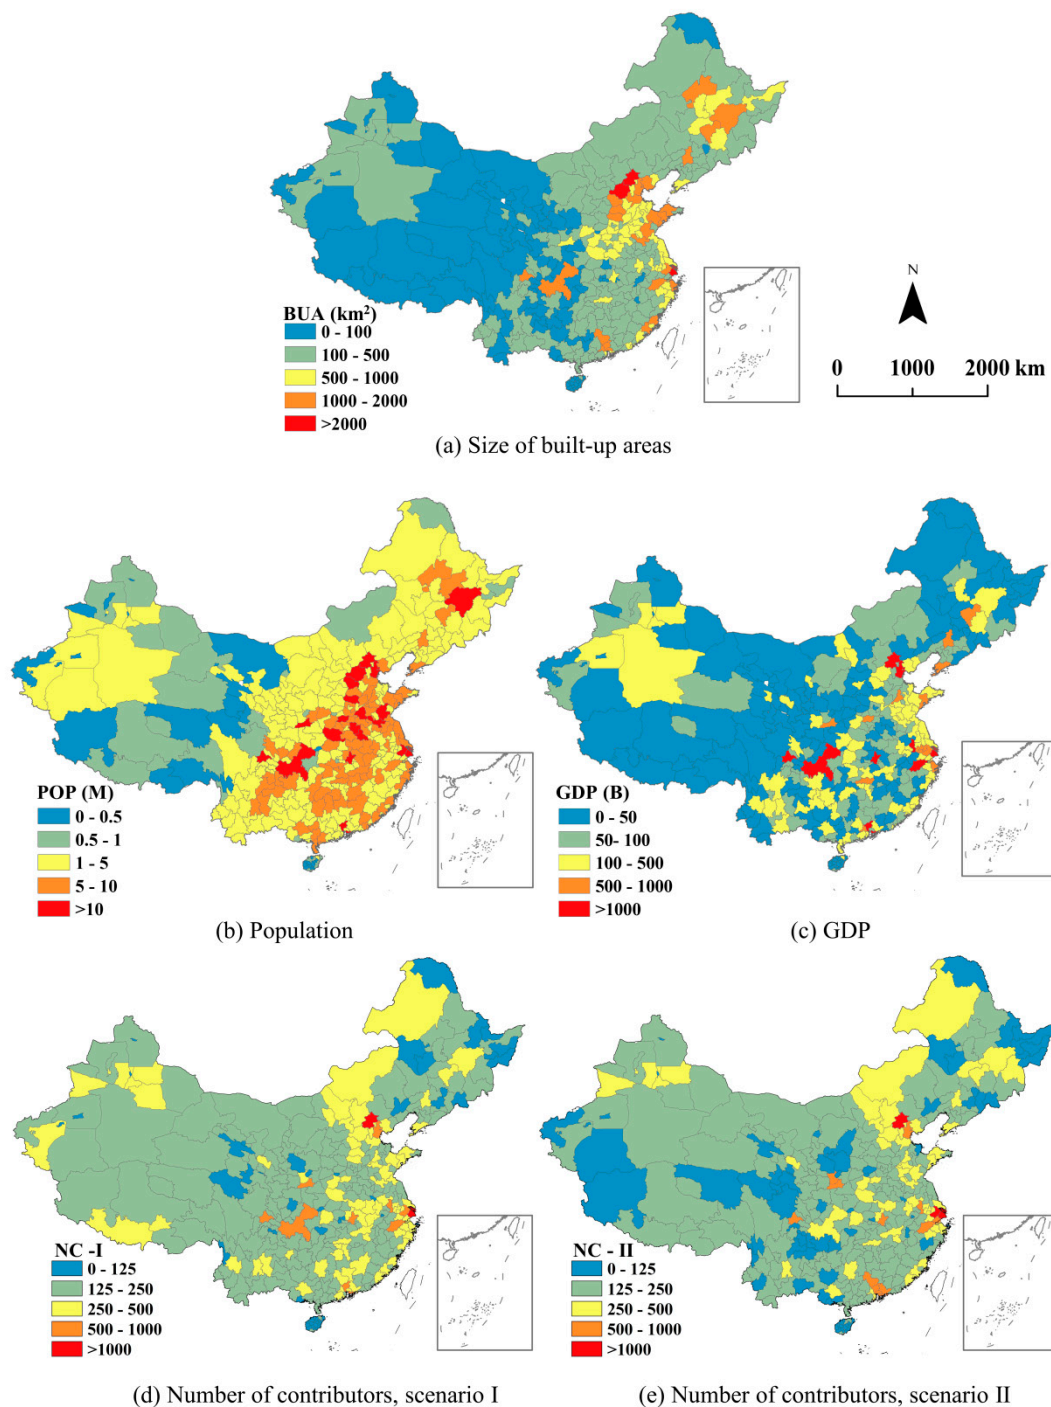 N
0 1000 2000 km
BUA (km²)
0 - 100
100 - 500
500 - 1000
1000 - 2000
>2000
(a) Size of built-up areas
POP (M)
0 - 0.5
0.5 - 1
1 - 5
5 - 10
>10
(b) Population
GDP (B)
0 - 50
50- 100
100 - 500
500 - 1000
>1000
(c) GDP
NC -I
0 - 125
125 - 250
250 - 500
500 - 1000
>1000
(d) Number of contributors, scenario I
NC - II
0 - 125
125 - 250
250 - 500
500 - 1000
>1000
(e) Number of contributors, scenario II